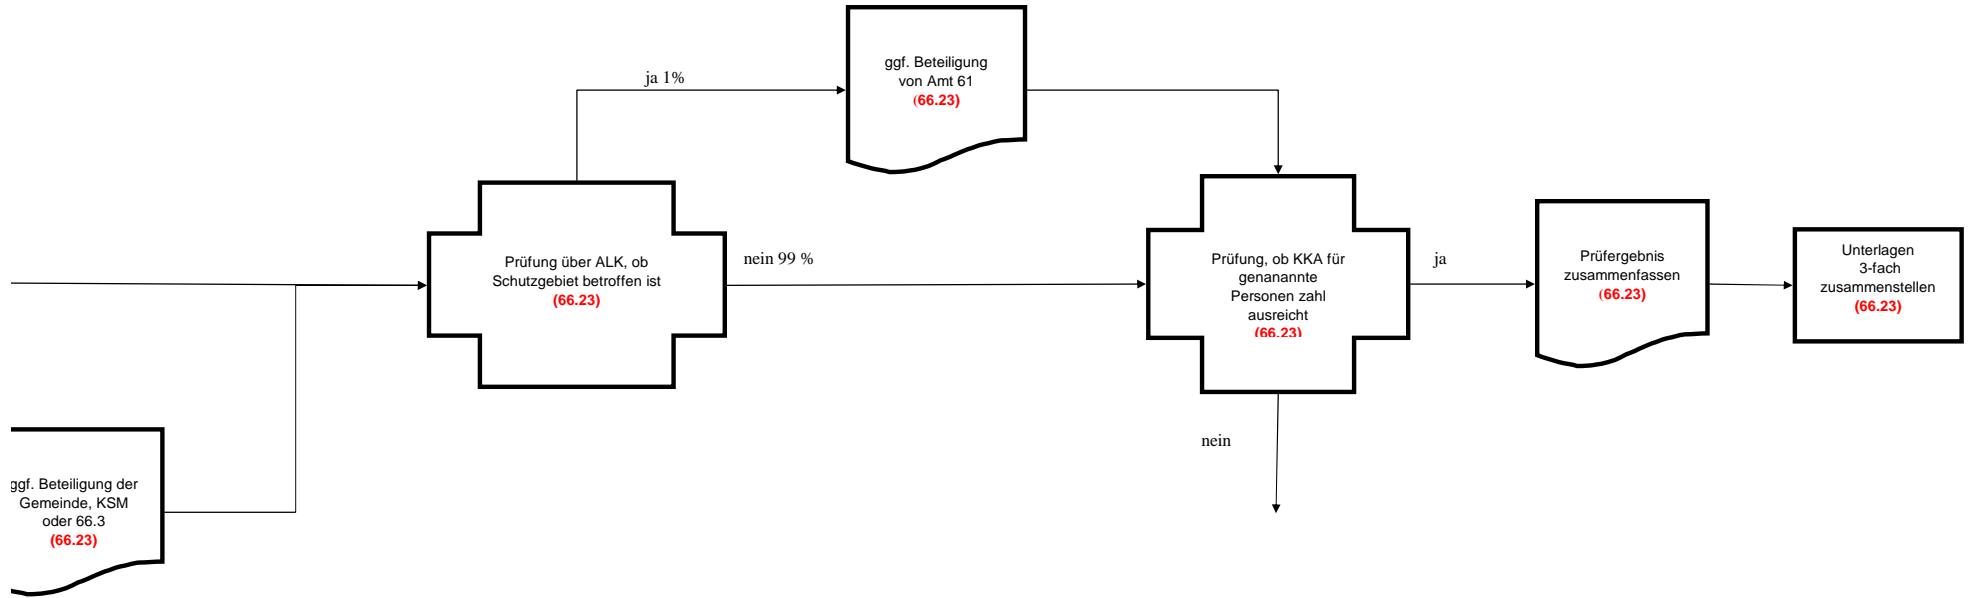 ggf. Beteiligung
von Amt 61
(66.23)
ja 1%
Prüfung über ALK, ob
Schutzgebiet betroffen ist
(66.23)
nein 99 %
Prüfung, ob KKA für
genanannte
Personen zahl
ausreicht
(66.23)
ja
Prüfergebnis
zusammenfassen
(66.23)
Unterlagen
3-fach
zusammenstellen
(66.23)
nein
ggf. Beteiligung der
Gemeinde, KSM
oder 66.3
(66.23)